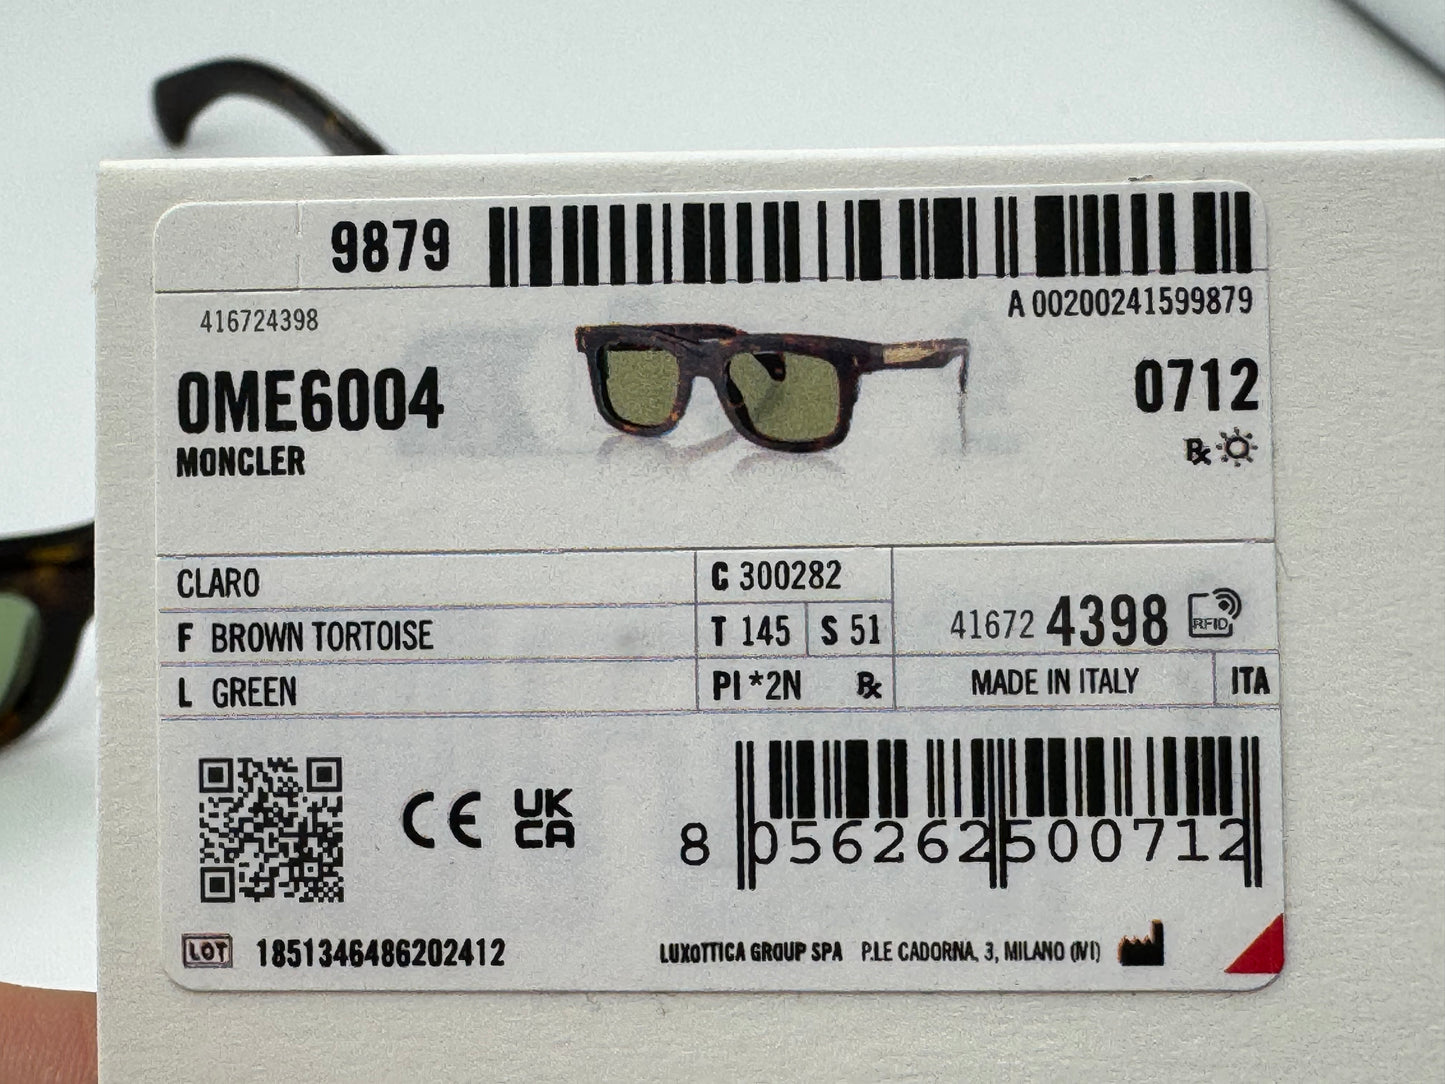 9879
A 00200241599879
416724398
0ME6004
0712
MONCLER
Rx
CLARO
C 300282
F BROWN TORTOISE
T 145
S 51
41672 4398
RFID
L GREEN
PI *2N
Rx
MADE IN ITALY
ITA
CE
UK
CA
8 056262 500712
LOT
1851346486202412
LUXOTTICA GROUP SPA P.LE CADORNA, 3, MILANO (MI)